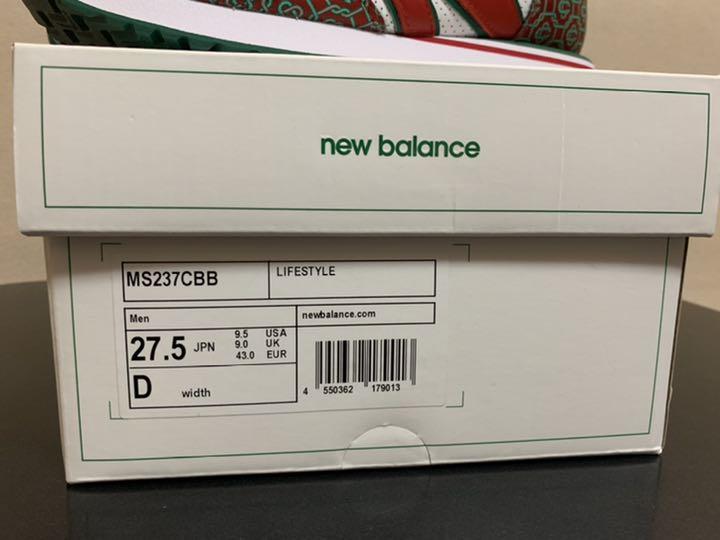 new balance
MS237CBB
LIFESTYLE
Men
newbalance.com
27.5 JPN
9.5 USA
9.0 UK
43.0 EUR
D width
4 550362 179013